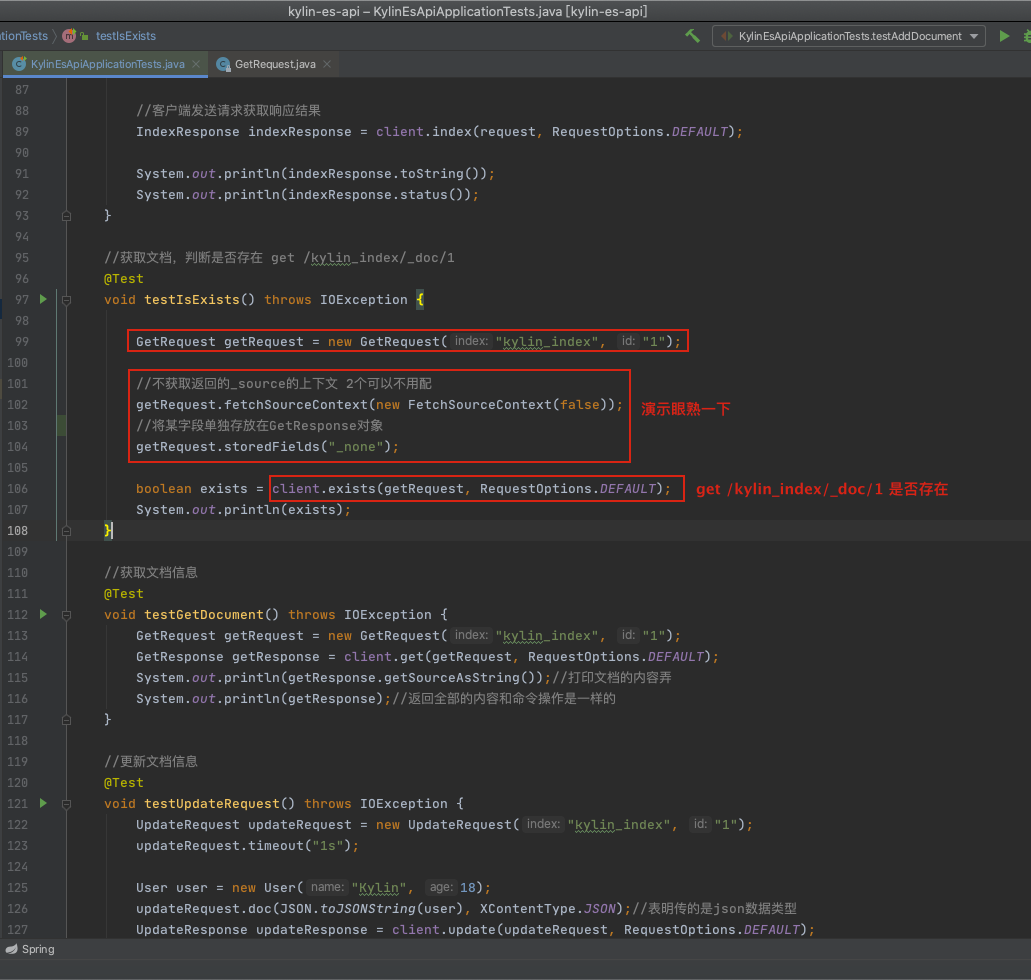 kylin-es-api – KylinEsApiApplicationTests.java [kylin-es-api]
tionTests testIsExists KylinEsApiApplicationTests.testAddDocument
KylinEsApiApplicationTests.java GetRequest.java
87
88 //客户端发送请求获取响应结果
89 IndexResponse indexResponse = client.index(request, RequestOptions.DEFAULT);
90
91 System.out.println(indexResponse.toString());
92 System.out.println(indexResponse.status());
93 }
94
95 //获取文档，判断是否存在 get /kylin_index/_doc/1
96 @Test
97 void testIsExists() throws IOException {
98
99 GetRequest getRequest = new GetRequest( index: "kylin_index", id: "1");
100
101 //不获取返回的_source的上下文 2个可以不用配
102 getRequest.fetchSourceContext(new FetchSourceContext(false));
演示眼熟一下
103 //将某字段单独存放在GetResponse对象
104 getRequest.storedFields("_none");
105
106 boolean exists = client.exists(getRequest, RequestOptions.DEFAULT); get /kylin_index/_doc/1 是否存在
107 System.out.println(exists);
108 }
109
110 //获取文档信息
111 @Test
112 void testGetDocument() throws IOException {
113 GetRequest getRequest = new GetRequest( index: "kylin_index", id: "1");
114 GetResponse getResponse = client.get(getRequest, RequestOptions.DEFAULT);
115 System.out.println(getResponse.getSourceAsString());//打印文档的内容弄
116 System.out.println(getResponse);//返回全部的内容和命令操作是一样的
117 }
118
119 //更新文档信息
120 @Test
121 void testUpdateRequest() throws IOException {
122 UpdateRequest updateRequest = new UpdateRequest( index: "kylin_index", id: "1");
123 updateRequest.timeout("1s");
124
125 User user = new User( name: "Kylin", age: 18);
126 updateRequest.doc(JSON.toJSONString(user), XContentType.JSON);//表明传的是json数据类型
127 UpdateResponse updateResponse = client.update(updateRequest, RequestOptions.DEFAULT);
Spring